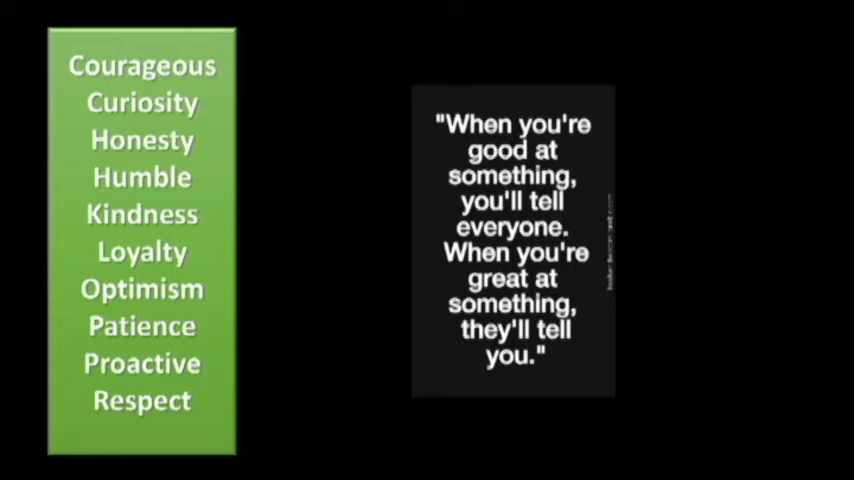 Courageous
Curiosity
Honesty
Humble
Kindness
Loyalty
Optimism
Patience
Proactive
Respect
"When you're
good at
something,
you'll tell
everyone.
When you're
great at
something,
they'll tell
you."